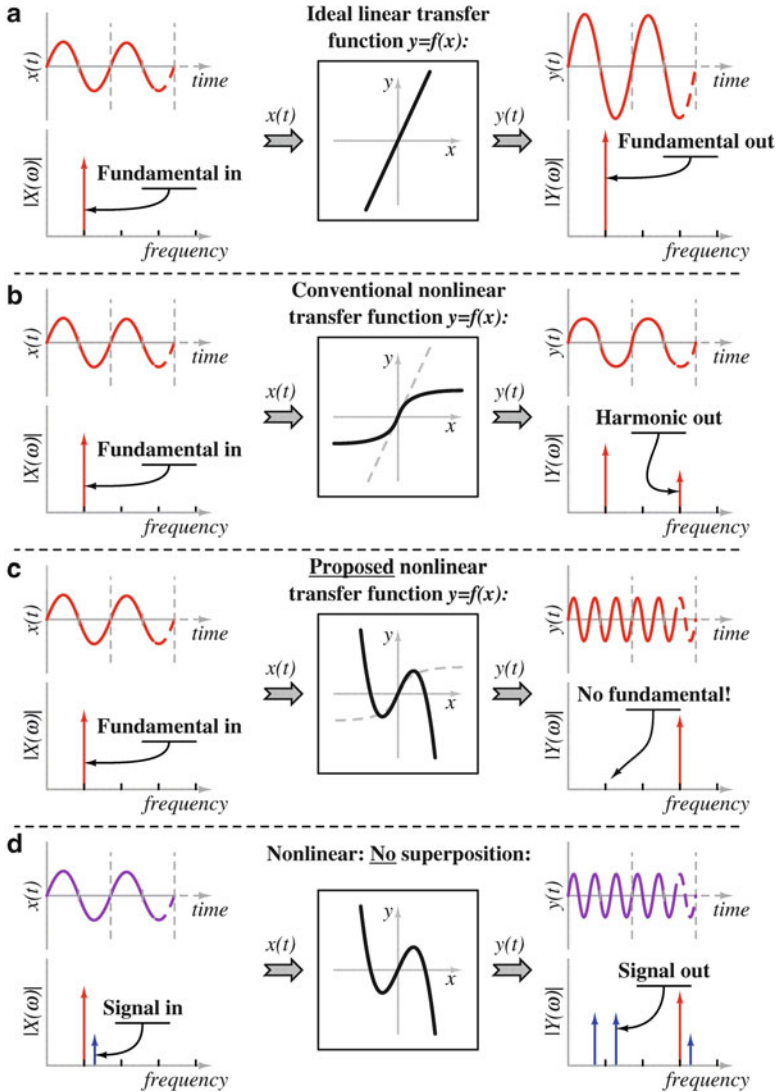 a
Ideal linear transfer
function y=f(x):
x(t)
time
x(t)
y
x
y(t)
y(t)
time
|X(ω)|
Fundamental in
frequency
|Y(ω)|
Fundamental out
frequency
b
Conventional nonlinear
transfer function y=f(x):
x(t)
time
x(t)
y
x
y(t)
y(t)
time
|X(ω)|
Fundamental in
frequency
|Y(ω)|
Harmonic out
frequency
c
Proposed nonlinear
transfer function y=f(x):
x(t)
time
x(t)
y
x
y(t)
y(t)
time
|X(ω)|
Fundamental in
frequency
|Y(ω)|
No fundamental!
frequency
d
Nonlinear: No superposition:
x(t)
time
x(t)
y
x
y(t)
y(t)
time
|X(ω)|
Signal in
frequency
|Y(ω)|
Signal out
frequency